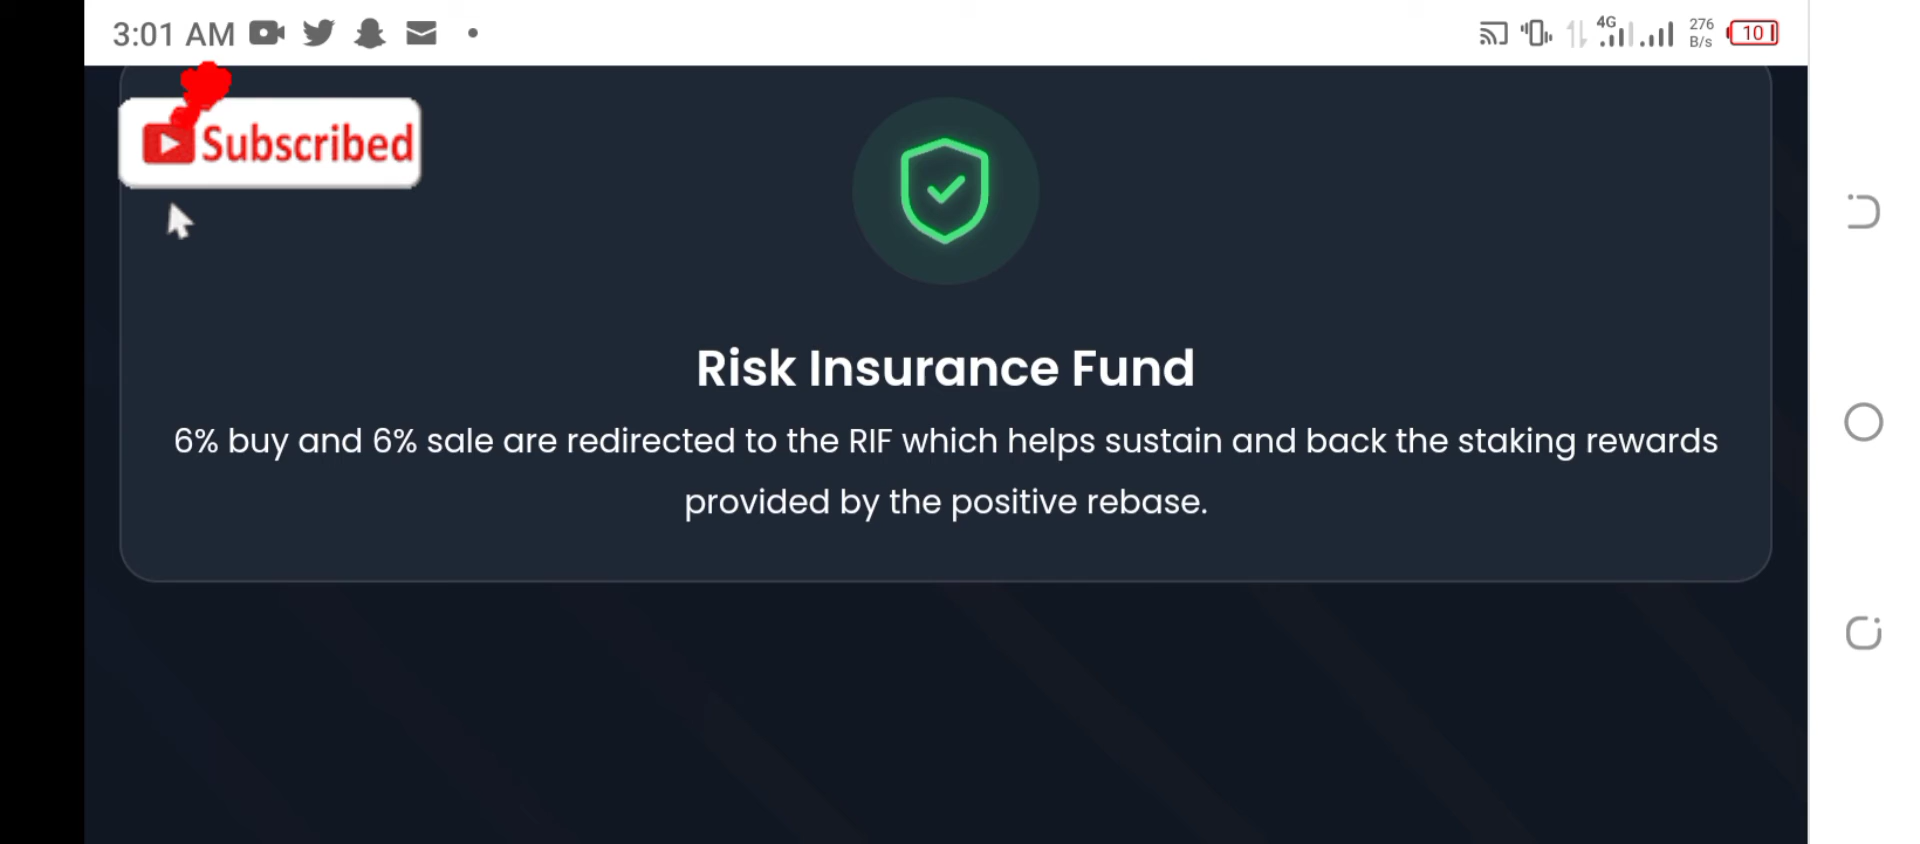 3:01 AM
4G
276
B/s
10
Subscribed
Risk Insurance Fund
6% buy and 6% sale are redirected to the RIF which helps sustain and back the staking rewards
provided by the positive rebase.